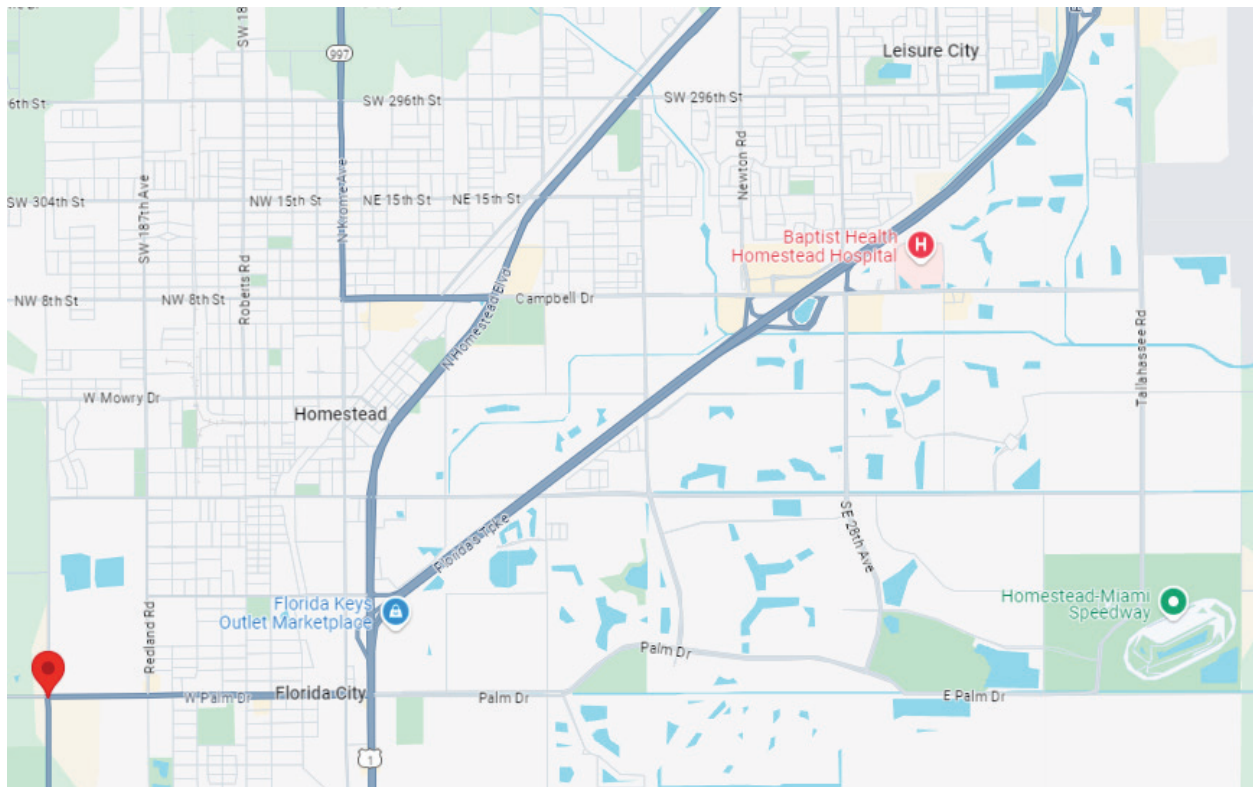 SW 18
Leisure City
997
6th St
SW 296th St
SW 296th St
Newton Rd
SW 187th Ave
N Krome Ave
SW 304th St
NW 15th St
NE 15th St
NE 15th St
Baptist Health
Homestead Hospital
H
Roberts Rd
N Homestead Blvd
NW 8th St
NW 8th St
Campbell Dr
Tallahassee Rd
W Mowry Dr
Homestead
Florida's Tpke
SE 28th Ave
Florida Keys
Outlet Marketplace
Homestead-Miami
Speedway
Redland Rd
Palm Dr
W Palm Dr
Florida City
Palm Dr
E Palm Dr
1